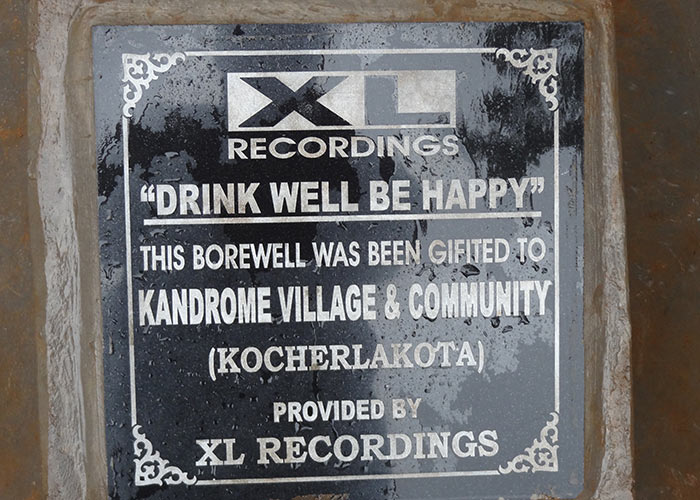 XL
RECORDINGS
"DRINK WELL BE HAPPY"
THIS BOREWELL WAS BEEN GIFITED TO
KANDROME VILLAGE & COMMUNITY
(KOCHERLAKOTA)
PROVIDED BY
XL RECORDINGS